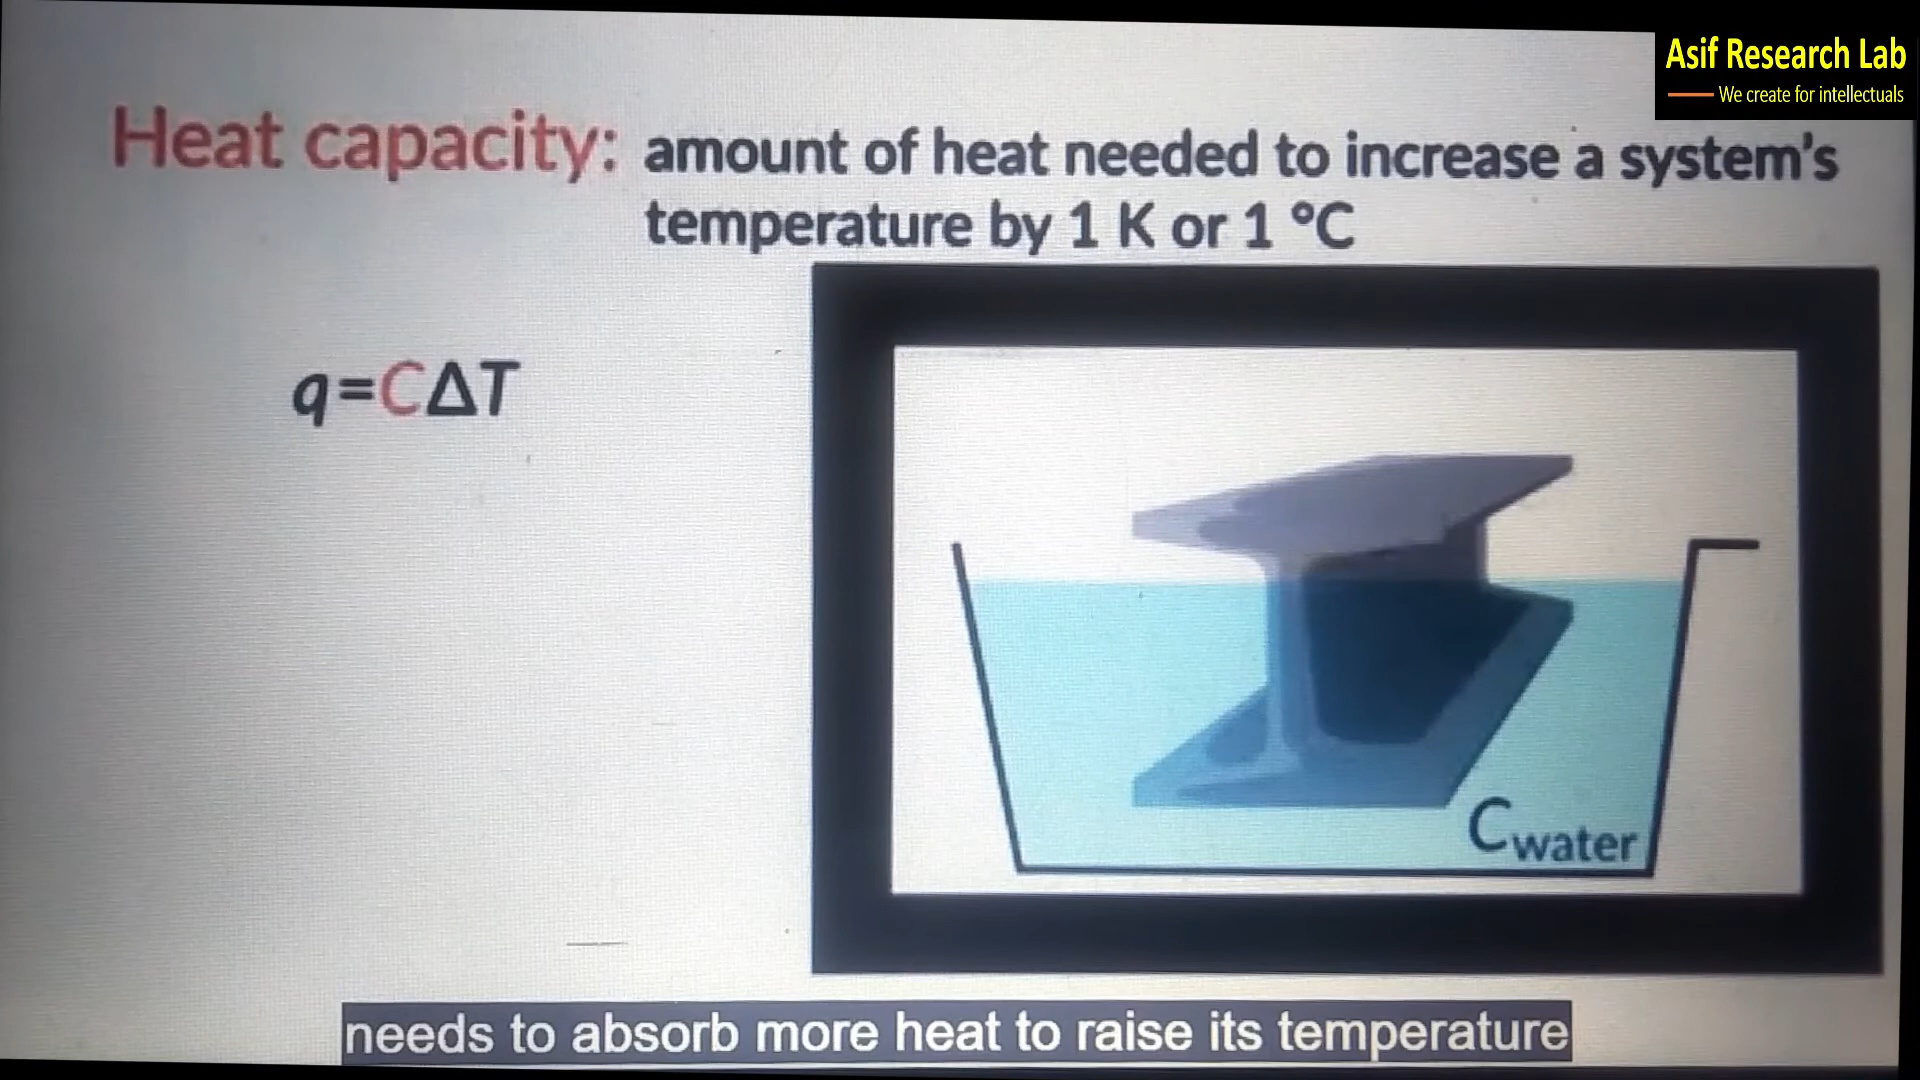 Asif Research Lab
We create for intellectuals
Heat capacity: amount of heat needed to increase a system's
temperature by 1 K or 1 °C
q=CΔT
Cwater
needs to absorb more heat to raise its temperature